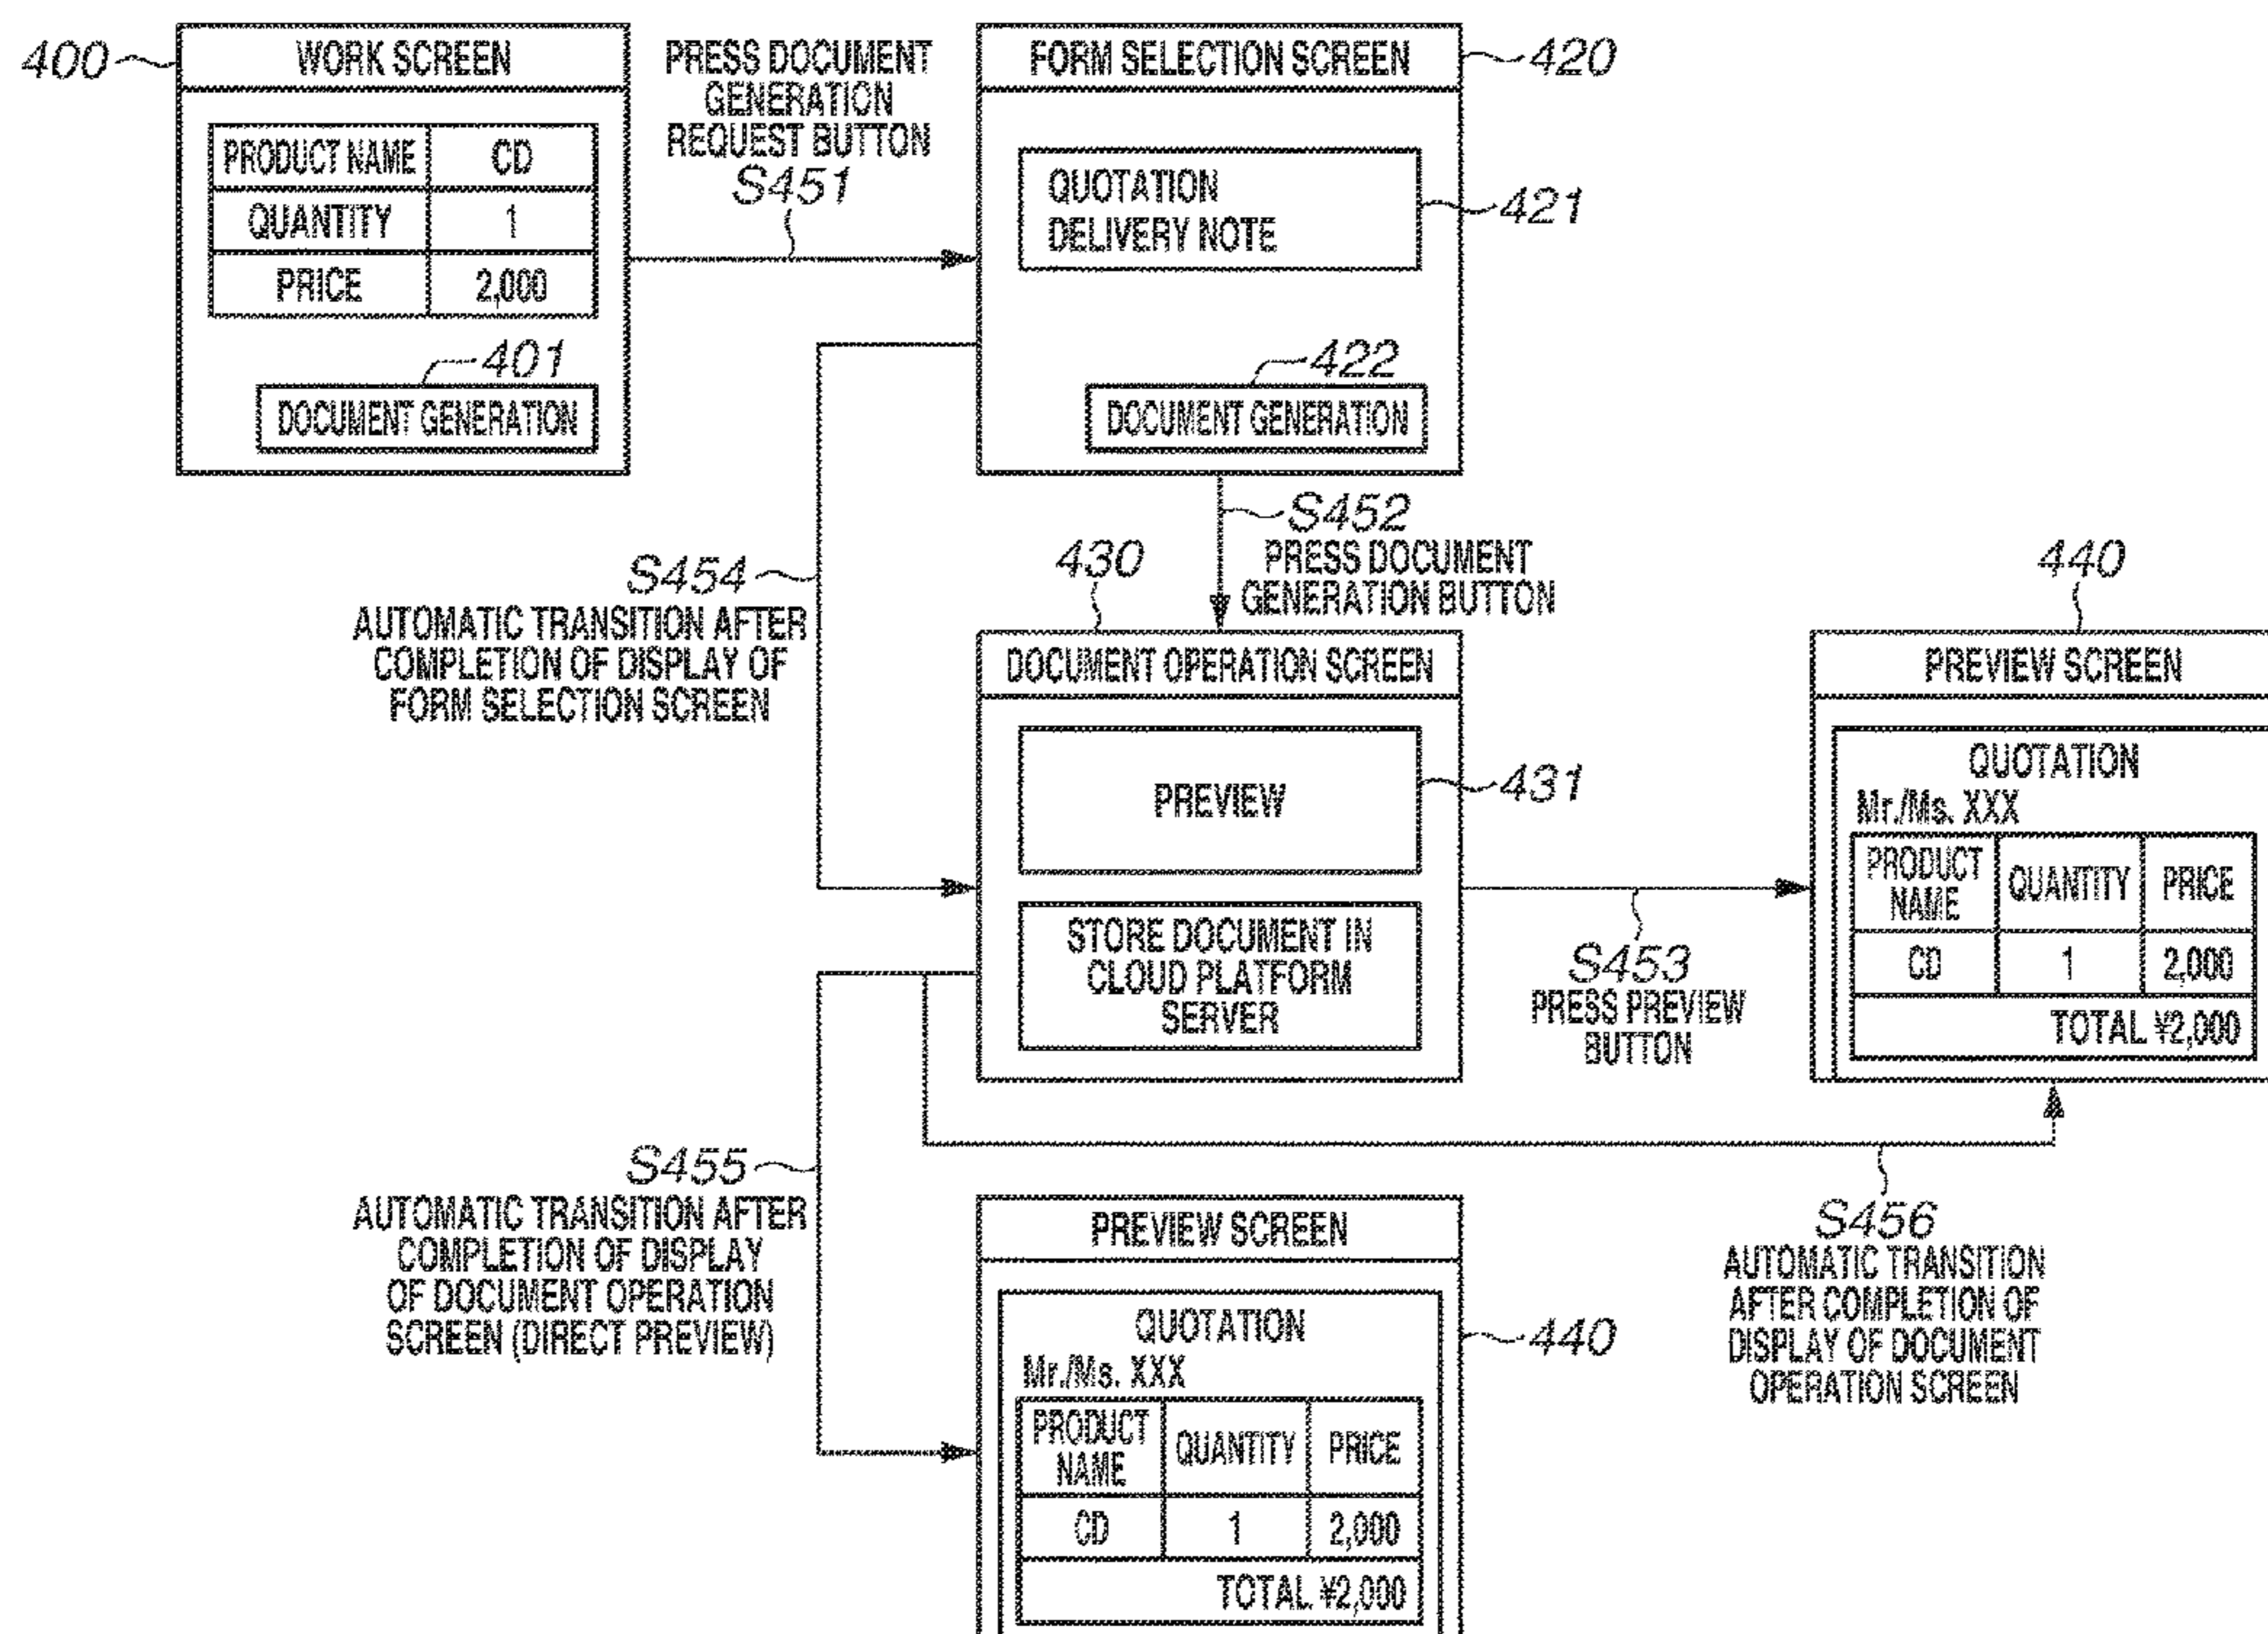 400
WORK SCREEN
PRODUCT NAME CD
QUANTITY 1
PRICE 2,000
401
DOCUMENT GENERATION
PRESS DOCUMENT
GENERATION
REQUEST BUTTON
S451
FORM SELECTION SCREEN
420
QUOTATION
DELIVERY NOTE
421
422
DOCUMENT GENERATION
S452
PRESS DOCUMENT
GENERATION BUTTON
S454
AUTOMATIC TRANSITION AFTER
COMPLETION OF DISPLAY OF
FORM SELECTION SCREEN
430
DOCUMENT OPERATION SCREEN
PREVIEW
431
STORE DOCUMENT IN
CLOUD PLATFORM
SERVER
S453
PRESS PREVIEW
BUTTON
440
PREVIEW SCREEN
QUOTATION
Mr./Ms. XXX
PRODUCT
NAME QUANTITY PRICE
CD 1 2,000
TOTAL ¥2,000
S455
AUTOMATIC TRANSITION AFTER
COMPLETION OF DISPLAY
OF DOCUMENT OPERATION
SCREEN (DIRECT PREVIEW)
S456
AUTOMATIC TRANSITION
AFTER COMPLETION OF
DISPLAY OF DOCUMENT
OPERATION SCREEN
PREVIEW SCREEN
440
QUOTATION
Mr./Ms. XXX
PRODUCT
NAME QUANTITY PRICE
CD 1 2,000
TOTAL ¥2,000